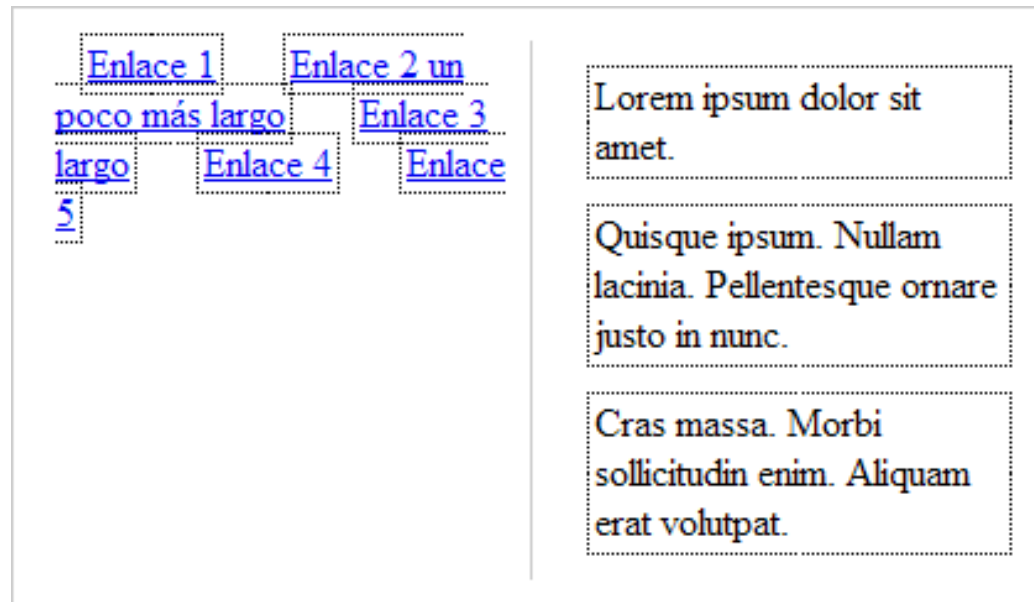 Enlace 1 Enlace 2 un
poco más largo Enlace 3
largo Enlace 4 Enlace
5
Lorem ipsum dolor sit
amet.
Quisque ipsum. Nullam
lacinia. Pellentesque ornare
justo in nunc.
Cras massa. Morbi
sollicitudin enim. Aliquam
erat volutpat.